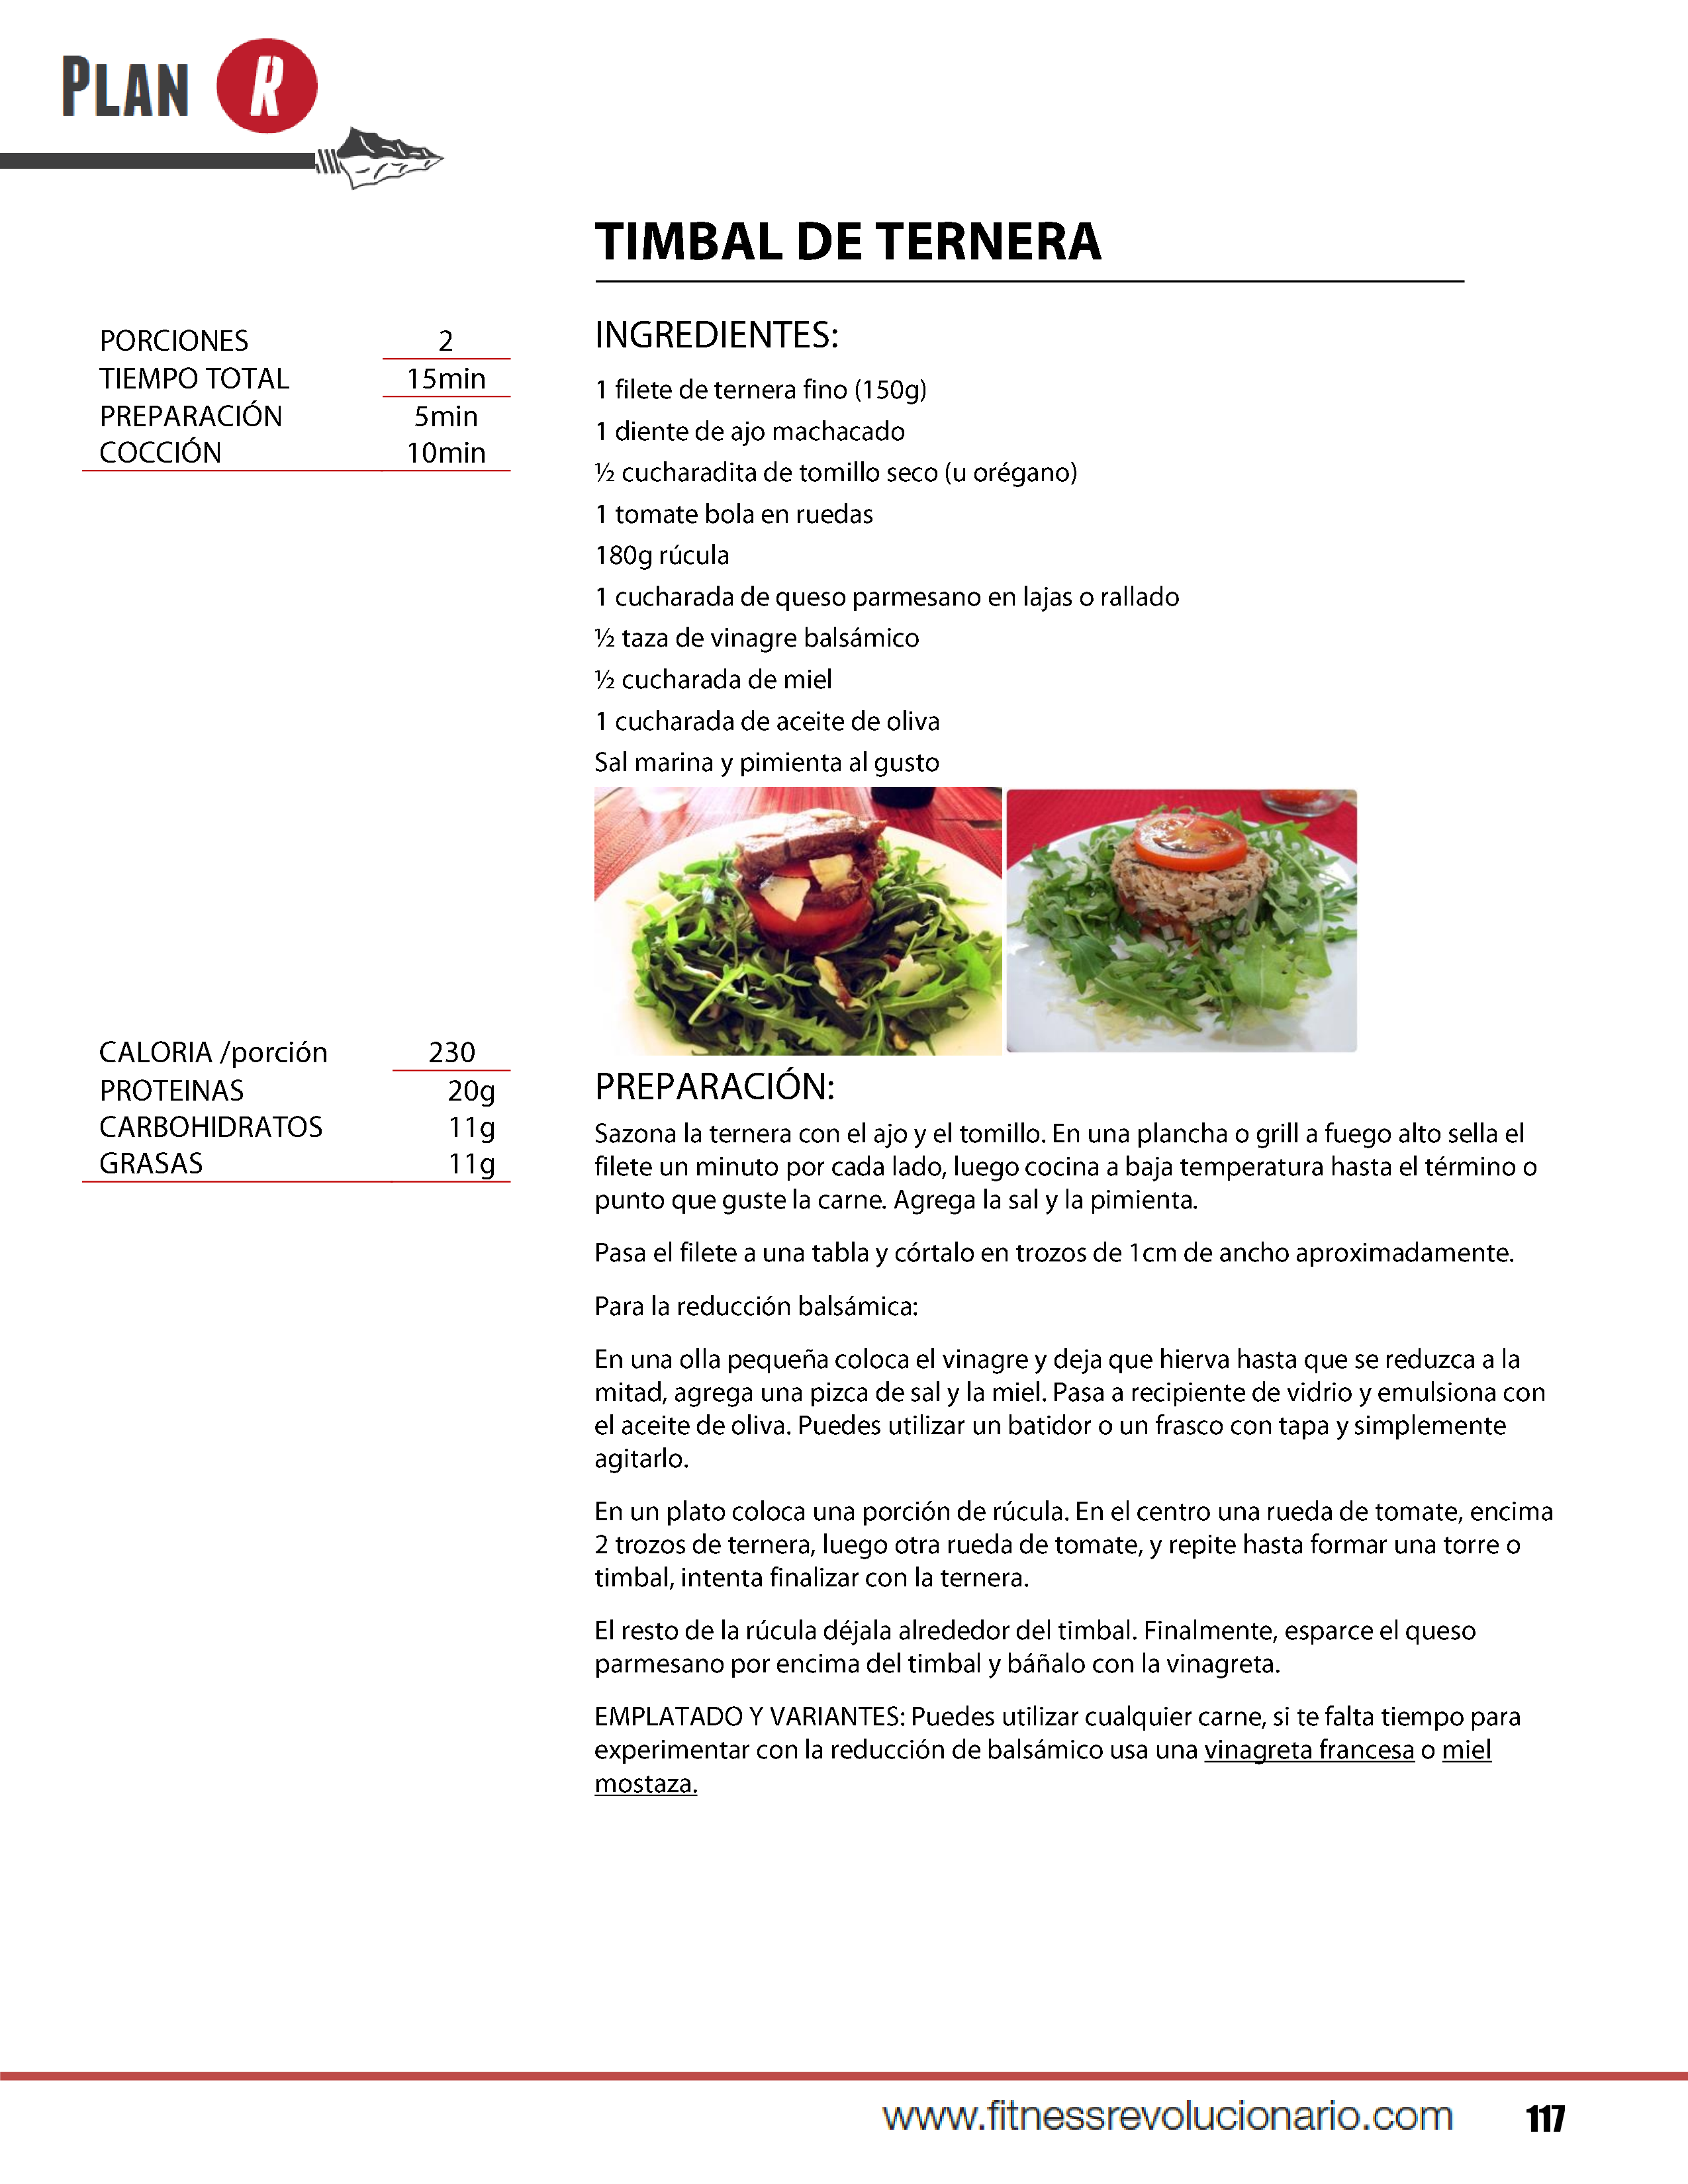 PLAN R
TIMBAL DE TERNERA
PORCIONES 2
TIEMPO TOTAL 15min
PREPARACIÓN 5min
COCCIÓN 10min
INGREDIENTES:
1 filete de ternera fino (150g)
1 diente de ajo machacado
½ cucharadita de tomillo seco (u orégano)
1 tomate bola en ruedas
180g rúcula
1 cucharada de queso parmesano en lajas o rallado
½ taza de vinagre balsámico
½ cucharada de miel
1 cucharada de aceite de oliva
Sal marina y pimienta al gusto
CALORIA /porción 230
PROTEINAS 20g
CARBOHIDRATOS 11g
GRASAS 11g
PREPARACIÓN:
Sazona la ternera con el ajo y el tomillo. En una plancha o grill a fuego alto sella el
filete un minuto por cada lado, luego cocina a baja temperatura hasta el término o
punto que guste la carne. Agrega la sal y la pimienta.
Pasa el filete a una tabla y córtalo en trozos de 1cm de ancho aproximadamente.
Para la reducción balsámica:
En una olla pequeña coloca el vinagre y deja que hierva hasta que se reduzca a la
mitad, agrega una pizca de sal y la miel. Pasa a recipiente de vidrio y emulsiona con
el aceite de oliva. Puedes utilizar un batidor o un frasco con tapa y simplemente
agitarlo.
En un plato coloca una porción de rúcula. En el centro una rueda de tomate, encima
2 trozos de ternera, luego otra rueda de tomate, y repite hasta formar una torre o
timbal, intenta finalizar con la ternera.
El resto de la rúcula déjala alrededor del timbal. Finalmente, esparce el queso
parmesano por encima del timbal y báñalo con la vinagreta.
EMPLATADO Y VARIANTES: Puedes utilizar cualquier carne, si te falta tiempo para
experimentar con la reducción de balsámico usa una vinagreta francesa o miel
mostaza.
www.fitnessrevolucionario.com 117